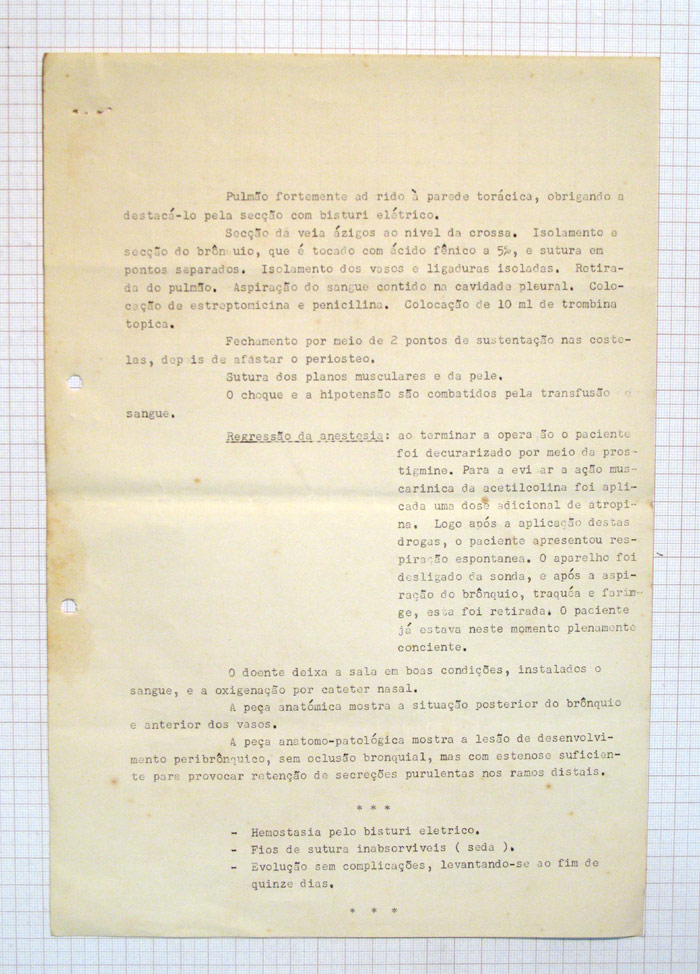 Pulmão fortemente ad rido à parede torácica, obrigando a
destacá-lo pela secção com bisturi elétrico.
Secção da veia ázigos ao nivel da crossa. Isolamento e
secção do brônquio, que é tocado com ácido fênico a 5%, e sutura em
pontos separados. Isolamento dos vasos e ligaduras isoladas. Retira-
da do pulmão. Aspiração do sangue contido na cavidade pleural. Colo-
cação de estreptomicina e penicilina. Colocação de 10 ml de trombina
topica.
Fechamento por meio de 2 pontos de sustentação nas coste-
las, depois de afastar o periosteo.
Sutura dos planos musculares e da pele.
O choque e a hipotensão são combatidos pela transfusão
sangue.
Regressão da anestesia: ao terminar a opera ão o paciente
foi decurarizado por meio da pros-
tigmine. Para a evi ar a ação mus-
carinica da acetilcolina foi apli-
cada uma dose adicional de atropi-
na. Logo após a aplicação destas
drogas, o paciente apresentou res-
piração espontanea. O aparelho foi
desligado da sonda, e após a aspi-
ração do brônquio, traquéa e farin-
ge, esta foi retirada. O paciente
já estava neste momento plenamente
conciente.
O doente deixa a sala em boas condições, instalados o
sangue, e a oxigenação por cateter nasal.
A peça anatómica mostra a situação posterior do brônquio
e anterior dos vasos.
A peça anatomo-patológica mostra a lesão de desenvolvi-
mento peribrônquico, sem oclusão bronquial, mas com estenose suficien-
te para provocar retenção de secreções purulentas nos ramos distais.
* * *
- Hemostasia pelo bisturi eletrico.
- Fios de sutura inabsorviveis ( seda ).
- Evolução sem complicações, levantando-se ao fim de
quinze dias.
* * *